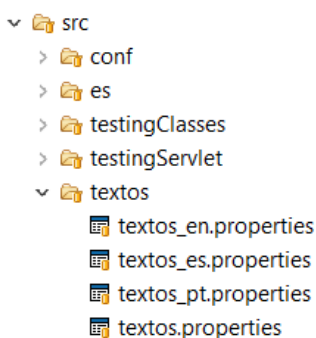 src
conf
es
testingClasses
testingServlet
textos
textos_en.properties
textos_es.properties
textos_pt.properties
textos.properties